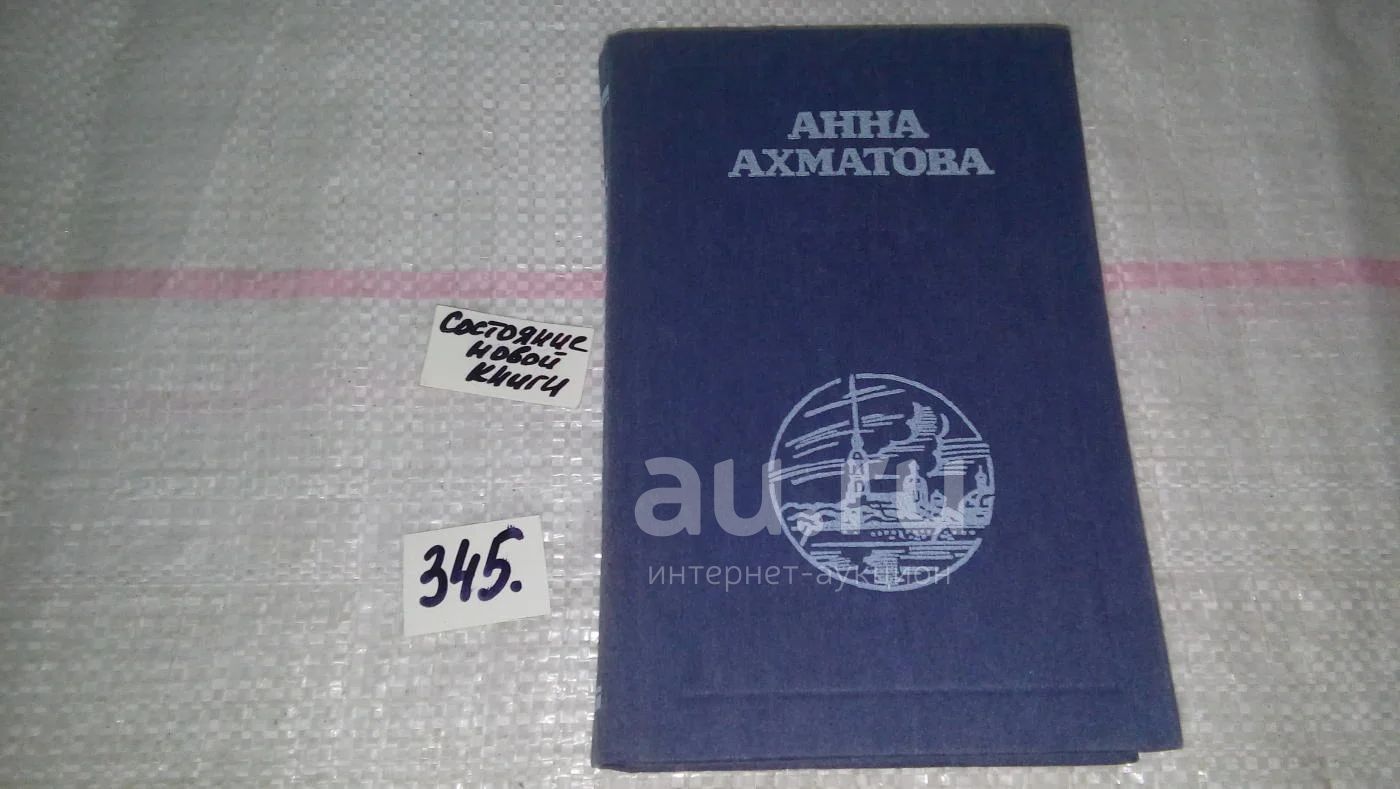 АННА
АХМАТОВА
Состояние
новой
книги
345.
au.ru
интернет-аукцион